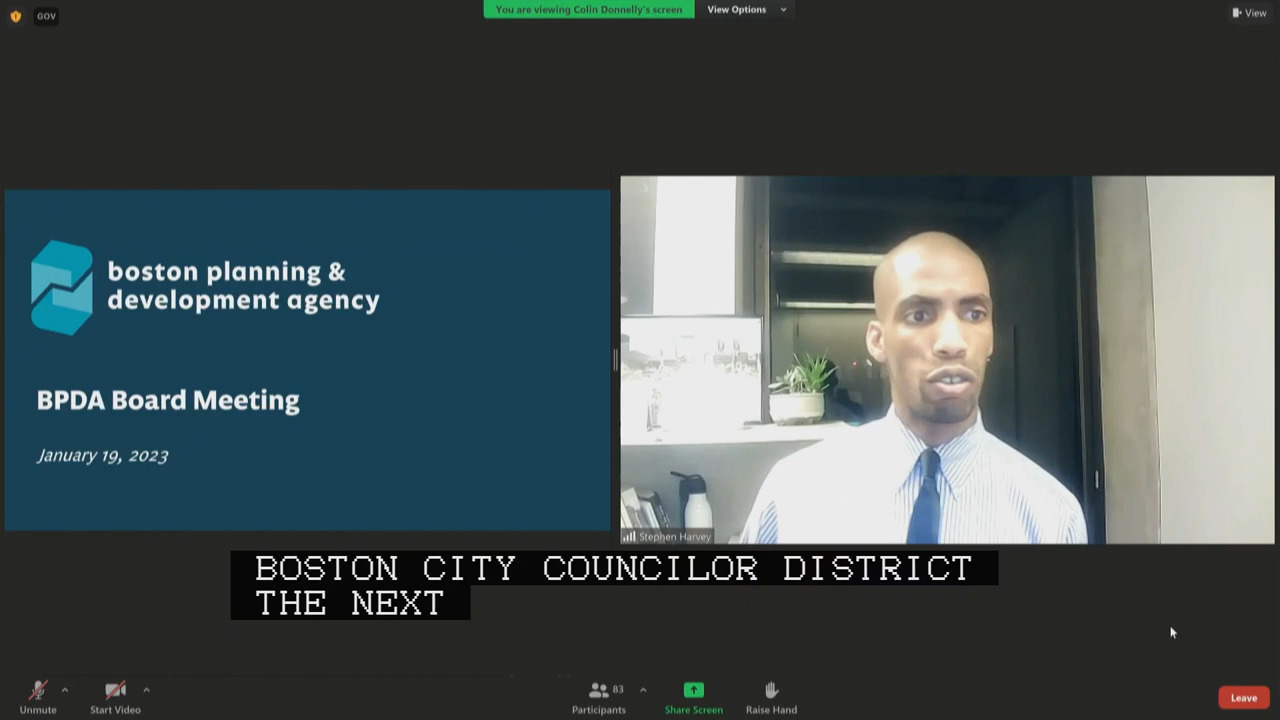 GOV
You are viewing Colin Donnelly's screen
View Options
View
boston planning &
development agency
BPDA Board Meeting
January 19, 2023
Stephen Harvey
BOSTON CITY COUNCILOR DISTRICT
THE NEXT
Unmute
Start Video
83
Participants
Share Screen
Raise Hand
Leave